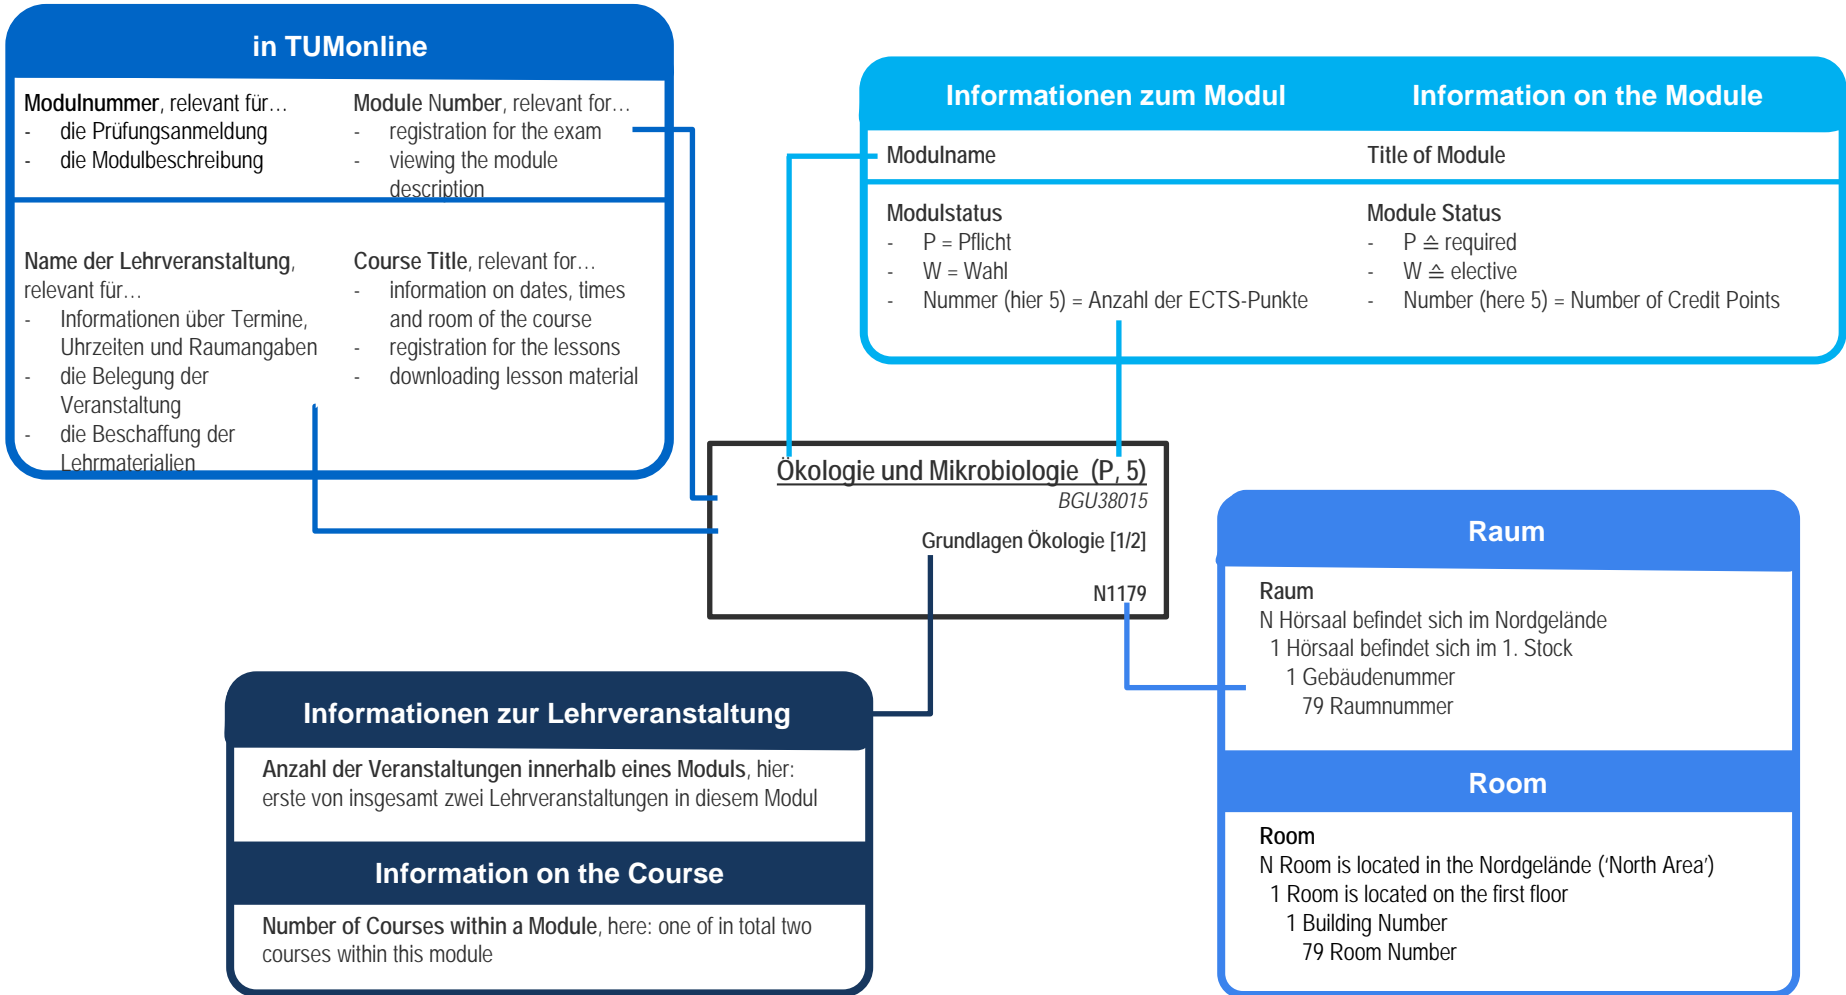 in TUMonline
Modulnummer, relevant für…
- die Prüfungsanmeldung
- die Modulbeschreibung
Module Number, relevant for…
- registration for the exam
- viewing the module
description
Name der Lehrveranstaltung,
relevant für…
- Informationen über Termine,
Uhrzeiten und Raumangaben
- die Belegung der
Veranstaltung
- die Beschaffung der
Lehrmaterialien
Course Title, relevant for…
- information on dates, times
and room of the course
- registration for the lessons
- downloading lesson material
Informationen zum Modul
Information on the Module
Modulname
Title of Module
Modulstatus
- P = Pflicht
- W = Wahl
- Nummer (hier 5) = Anzahl der ECTS-Punkte
Module Status
- P ≙ required
- W ≙ elective
- Number (here 5) = Number of Credit Points
Ökologie und Mikrobiologie (P, 5)
BGU38015
Grundlagen Ökologie [1/2]
N1179
Informationen zur Lehrveranstaltung
Anzahl der Veranstaltungen innerhalb eines Moduls, hier:
erste von insgesamt zwei Lehrveranstaltungen in diesem Modul
Information on the Course
Number of Courses within a Module, here: one of in total two
courses within this module
Raum
Raum
N Hörsaal befindet sich im Nordgelände
1 Hörsaal befindet sich im 1. Stock
1 Gebäudenummer
79 Raumnummer
Room
Room
N Room is located in the Nordgelände (‘North Area’)
1 Room is located on the first floor
1 Building Number
79 Room Number